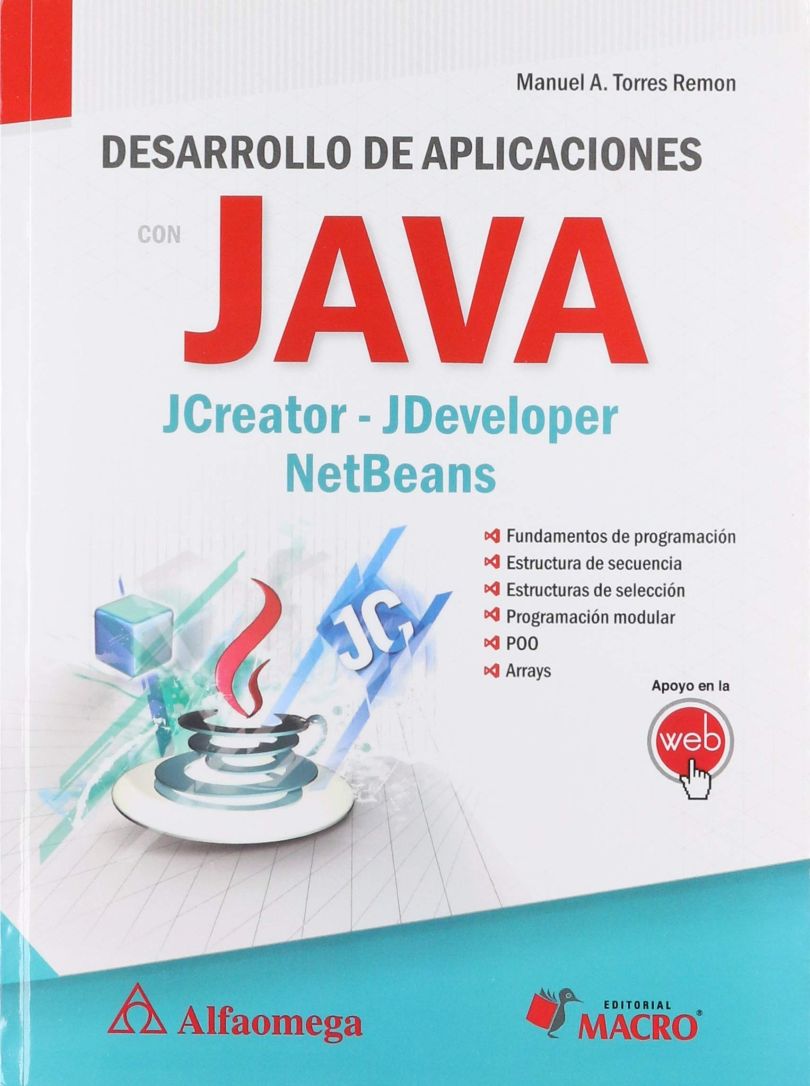 Manuel A. Torres Remon
DESARROLLO DE APLICACIONES
CON
JAVA
JCreator - JDeveloper
NetBeans
Fundamentos de programación
Estructura de secuencia
Estructuras de selección
Programación modular
POO
Arrays
JC
Apoyo en la
web
Alfaomega
EDITORIAL
MACRO®